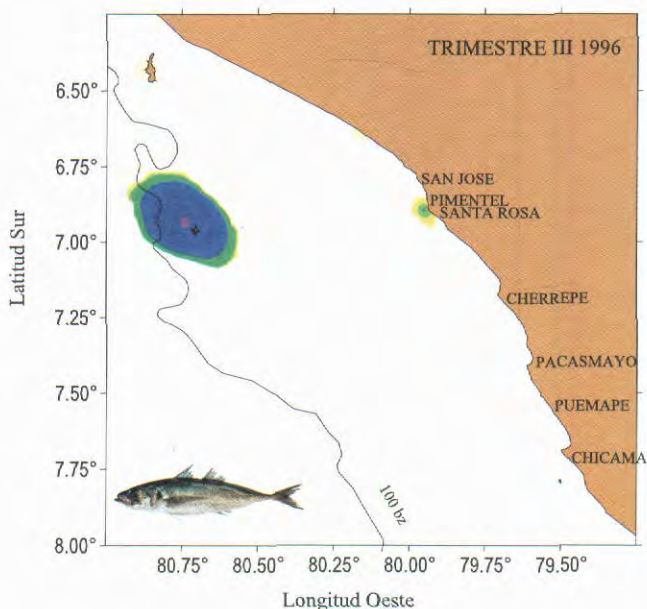 TRIMESTRE III 1996
6.50°
6.75°
7.00°
7.25°
7.50°
7.75°
8.00°
Latitud Sur
SAN JOSE
PIMENTEL
SANTA ROSA
CHERREPE
PACASMAYO
PUEMAPE
CHICAMA
100 bz
80.75°
80.50°
80.25°
80.00°
79.75°
79.50°
Longitud Oeste